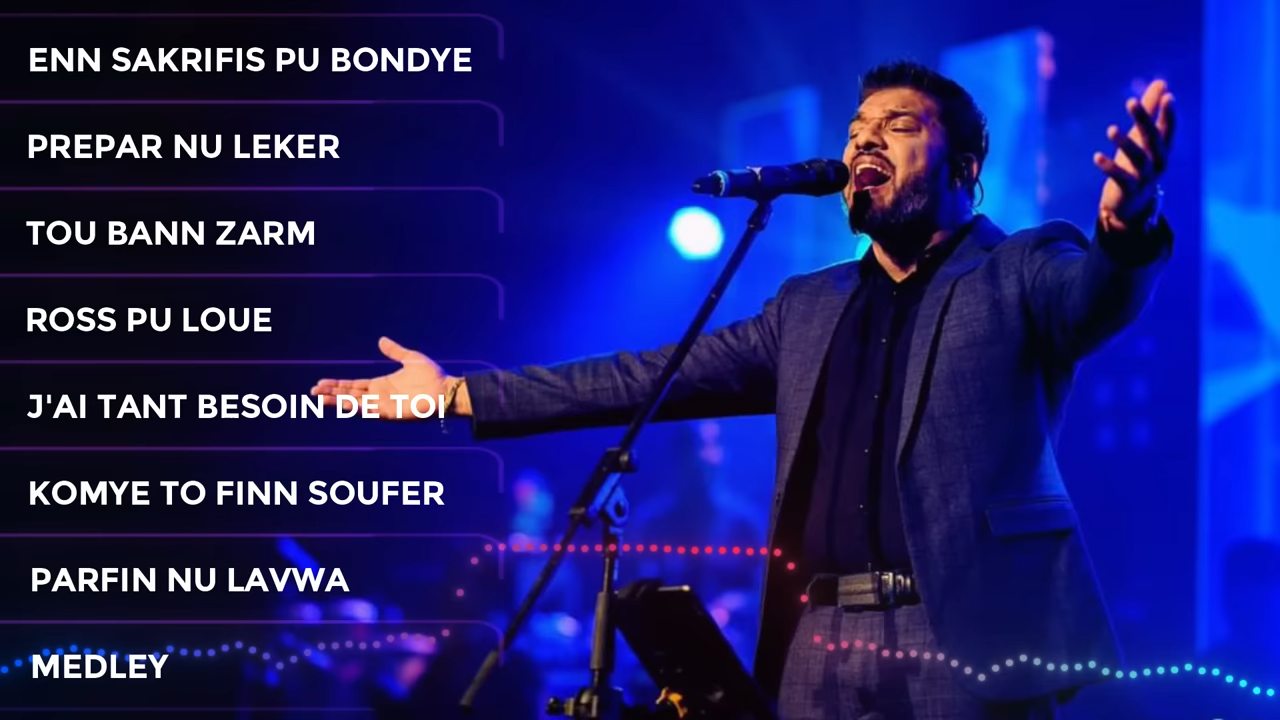 ENN SAKRIFIS PU BONDYE
PREPAR NU LEKER
TOU BANN ZARM
ROSS PU LOUE
J'AI TANT BESOIN DE TOI
KOMYE TO FINN SOUFER
PARFIN NU LAVWA
MEDLEY